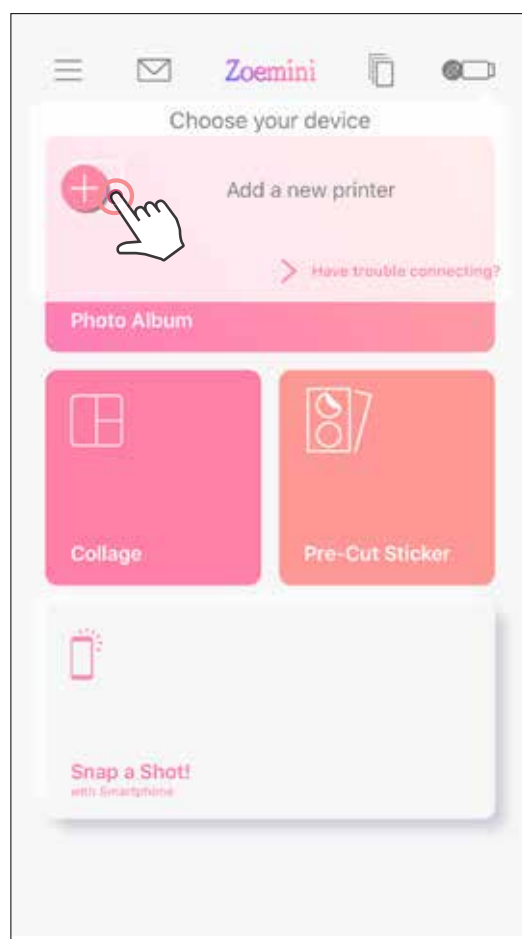 Zoemini
Choose your device
Add a new printer
Have trouble connecting?
Photo Album
Collage
Pre-Cut Sticker
Snap a Shot!
with Smartphone